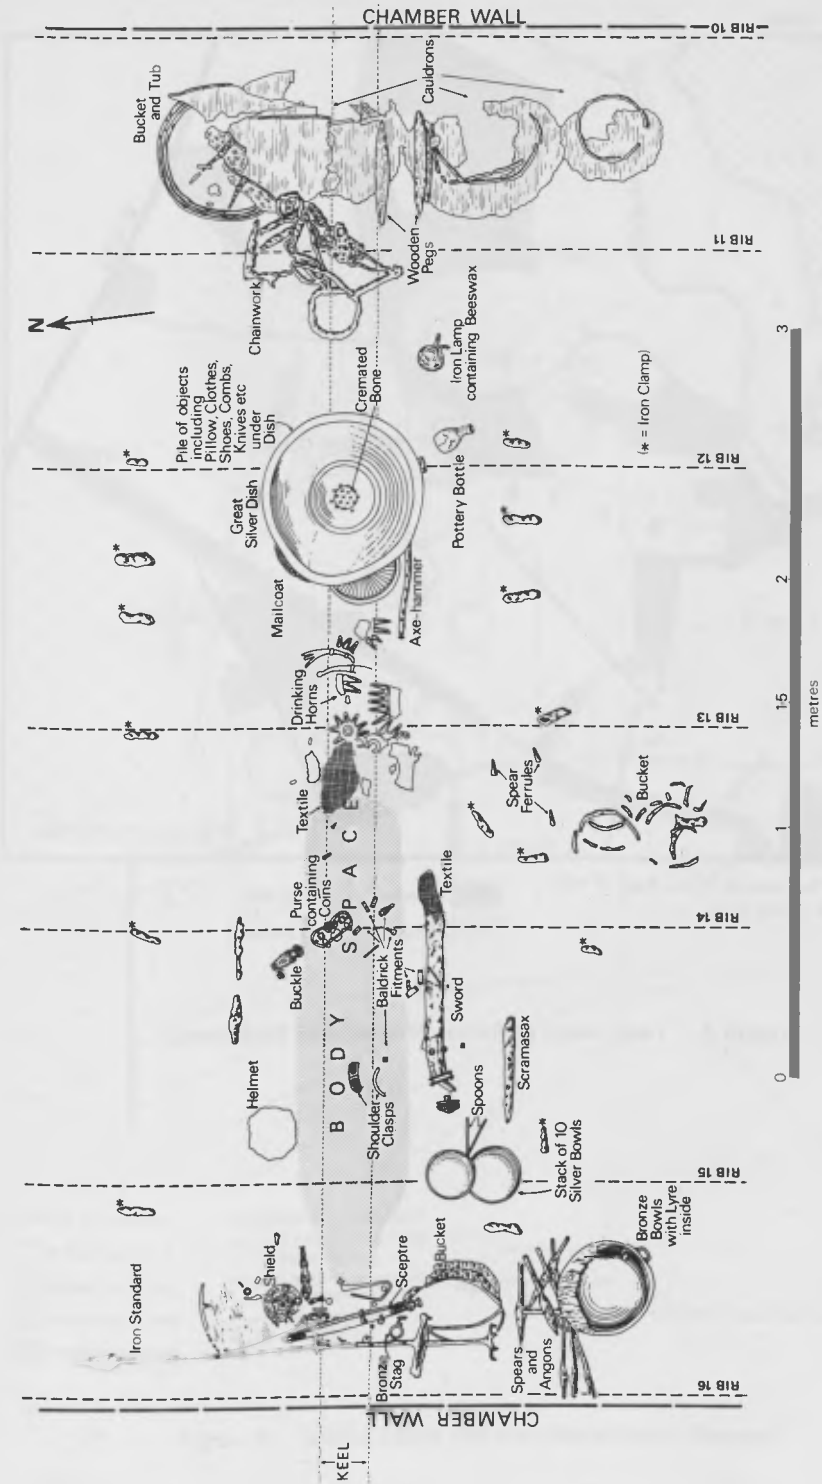 CHAMBER WALL
RIB 10
Cauldrons
Bucket
and Tub
Wooden
Pegs
RIB 11
N
Chainwork
Iron Lamp
containing Beeswax
3
Pile of objects
including
Pillow, Clothes,
Shoes, Combs,
Knives etc
under
Dish
Cremated
Bone
(* = Iron Clamp)
*
*
RIB 12
Great
Silver Dish
Pottery Bottle
*
*
*
*
Mailcoat
Axe-hammer
2
Drinking
Horns
1·5
*
*
RIB 13
metres
Textile
Spear
Ferrules
Bucket
*
*
1
Purse
containing
Coins
Textile
BODY SPACE
*
*
RIB 14
Buckle
Baldrick
Fitments
Sword
Helmet
Shoulder
Clasps
Scramasax
0
Spoons
*
Stack of 10
Silver Bowls
*
RIB 15
Bronze
Bowls
with Lyre
inside
Iron Standard
Shield
Sceptre
Bucket
Bronz
Stag
Spears
and
Angons
RIB 16
CHAMBER WALL
KEEL